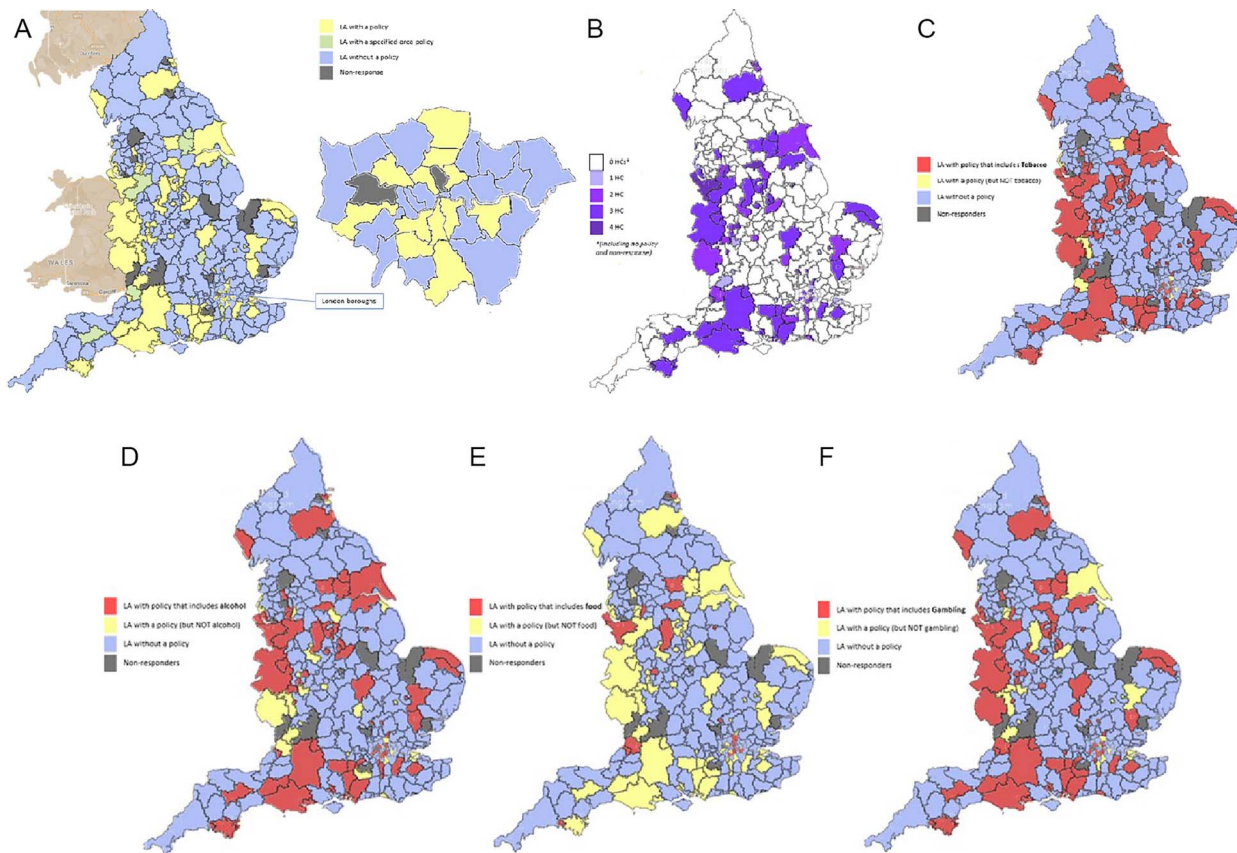 A
LA with a policy
LA with a specified area policy
LA without a policy
Non-response
WALES
Swansea
Cardiff
London boroughs
B
0 HCs*
1 HC
2 HC
3 HC
4 HC
*(including no policy
and non-response)
C
LA with policy that includes Tobacco
LA with a policy (but NOT tobacco)
LA without a policy
Non-responders
D
LA with policy that includes alcohol
LA with a policy (but NOT alcohol)
LA without a policy
Non-responders
E
LA with policy that includes food
LA with a policy (but NOT food)
LA without a policy
Non-responders
F
LA with policy that includes Gambling
LA with a policy (but NOT gambling)
LA without a policy
Non-responders